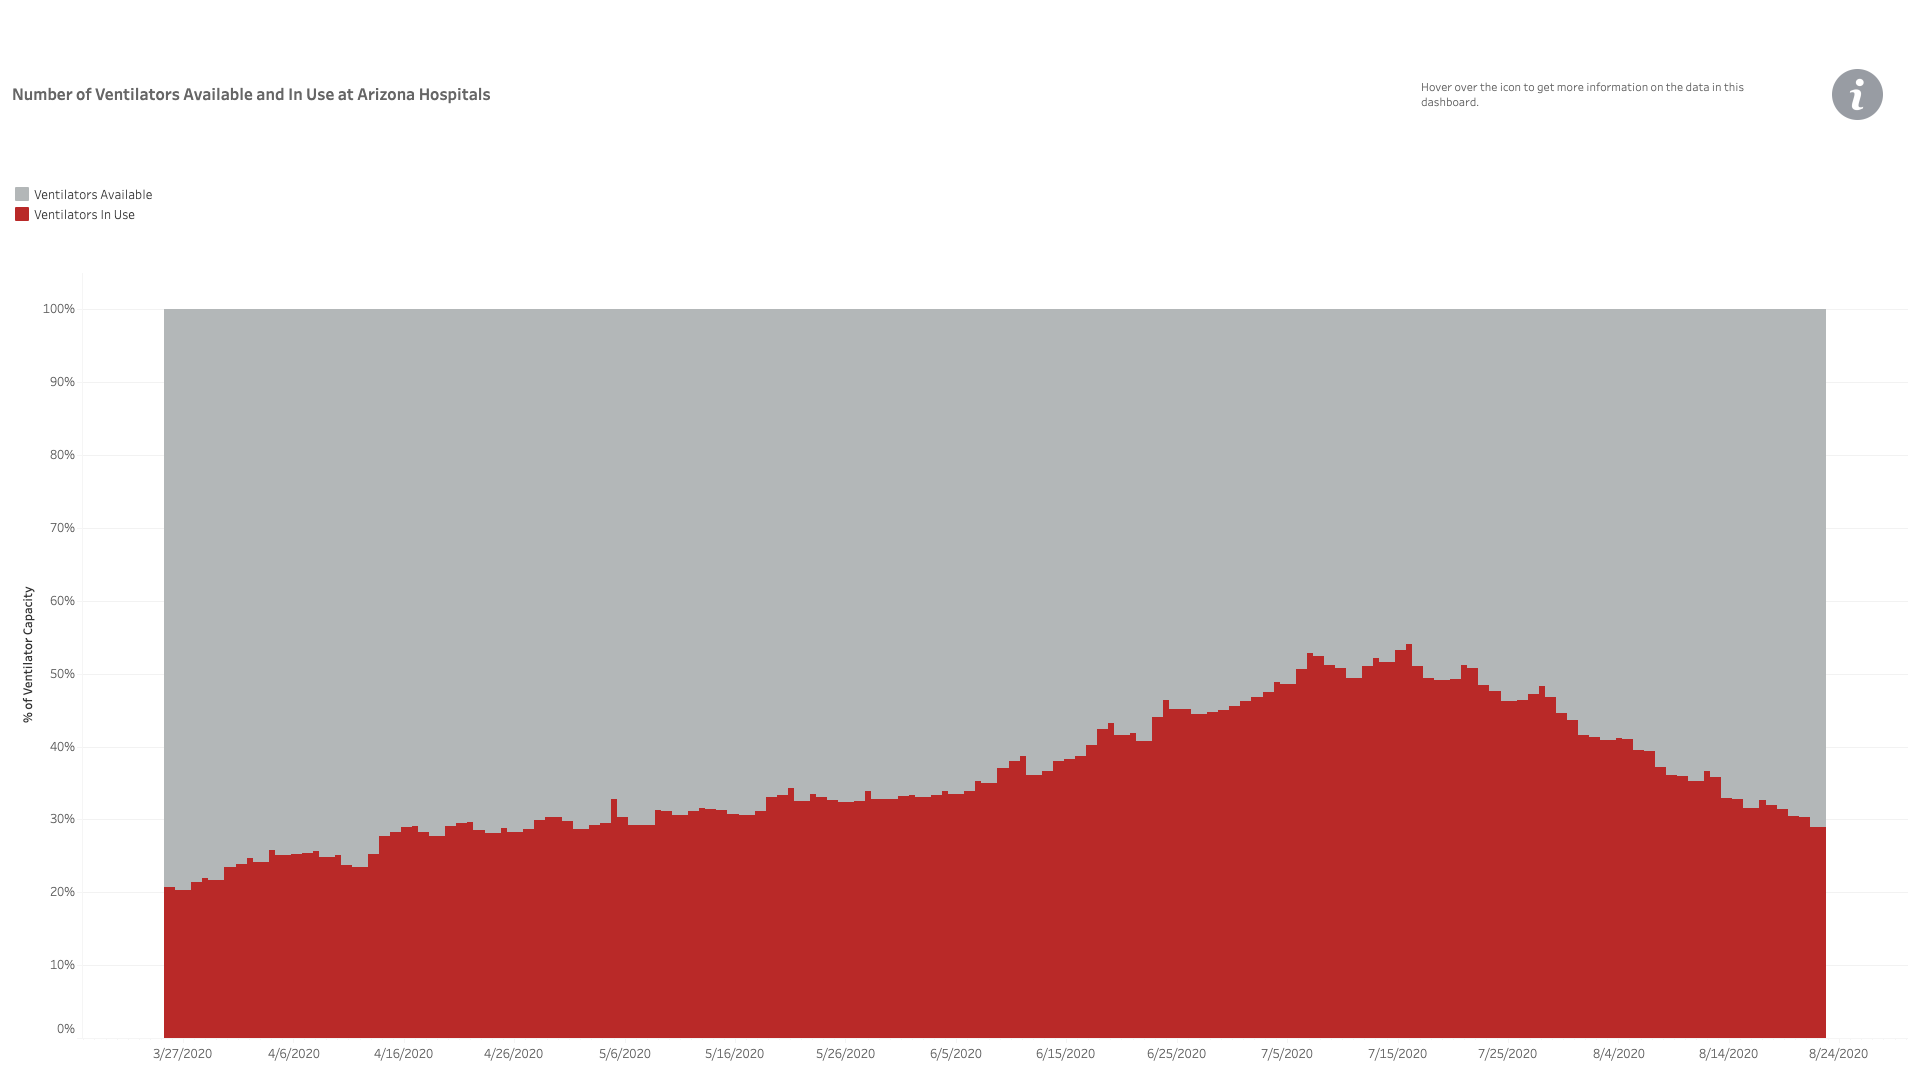 Number of Ventilators Available and In Use at Arizona Hospitals
Hover over the icon to get more information on the data in this
dashboard.
i
Ventilators Available
Ventilators In Use
% of Ventilator Capacity
100%
90%
80%
70%
60%
50%
40%
30%
20%
10%
0%
3/27/2020 4/6/2020 4/16/2020 4/26/2020 5/6/2020 5/16/2020 5/26/2020 6/5/2020 6/15/2020 6/25/2020 7/5/2020 7/15/2020 7/25/2020 8/4/2020 8/14/2020 8/24/2020